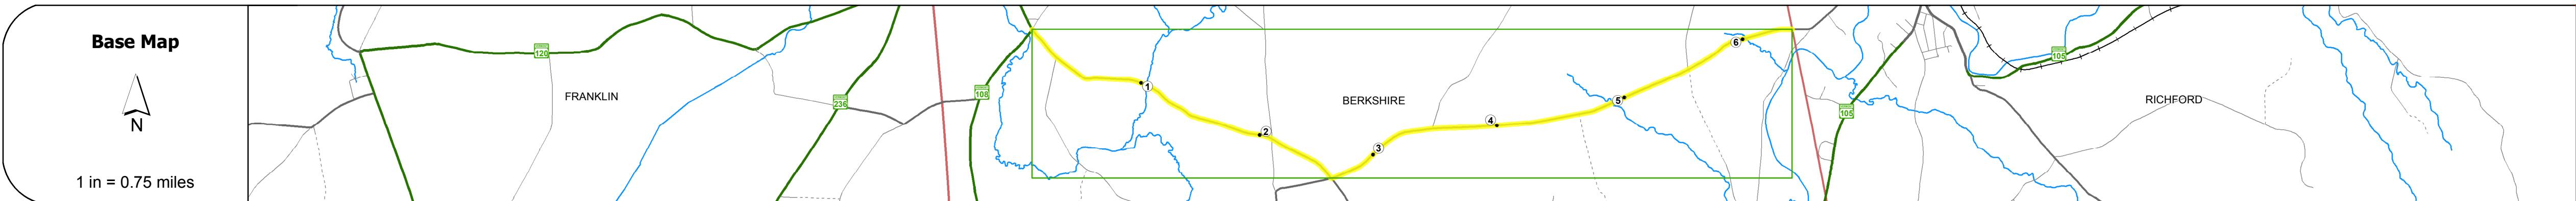 Base Map
N
1 in = 0.75 miles
120
FRANKLIN
236
108
1
2
BERKSHIRE
3
4
5
6
105
105
RICHFORD